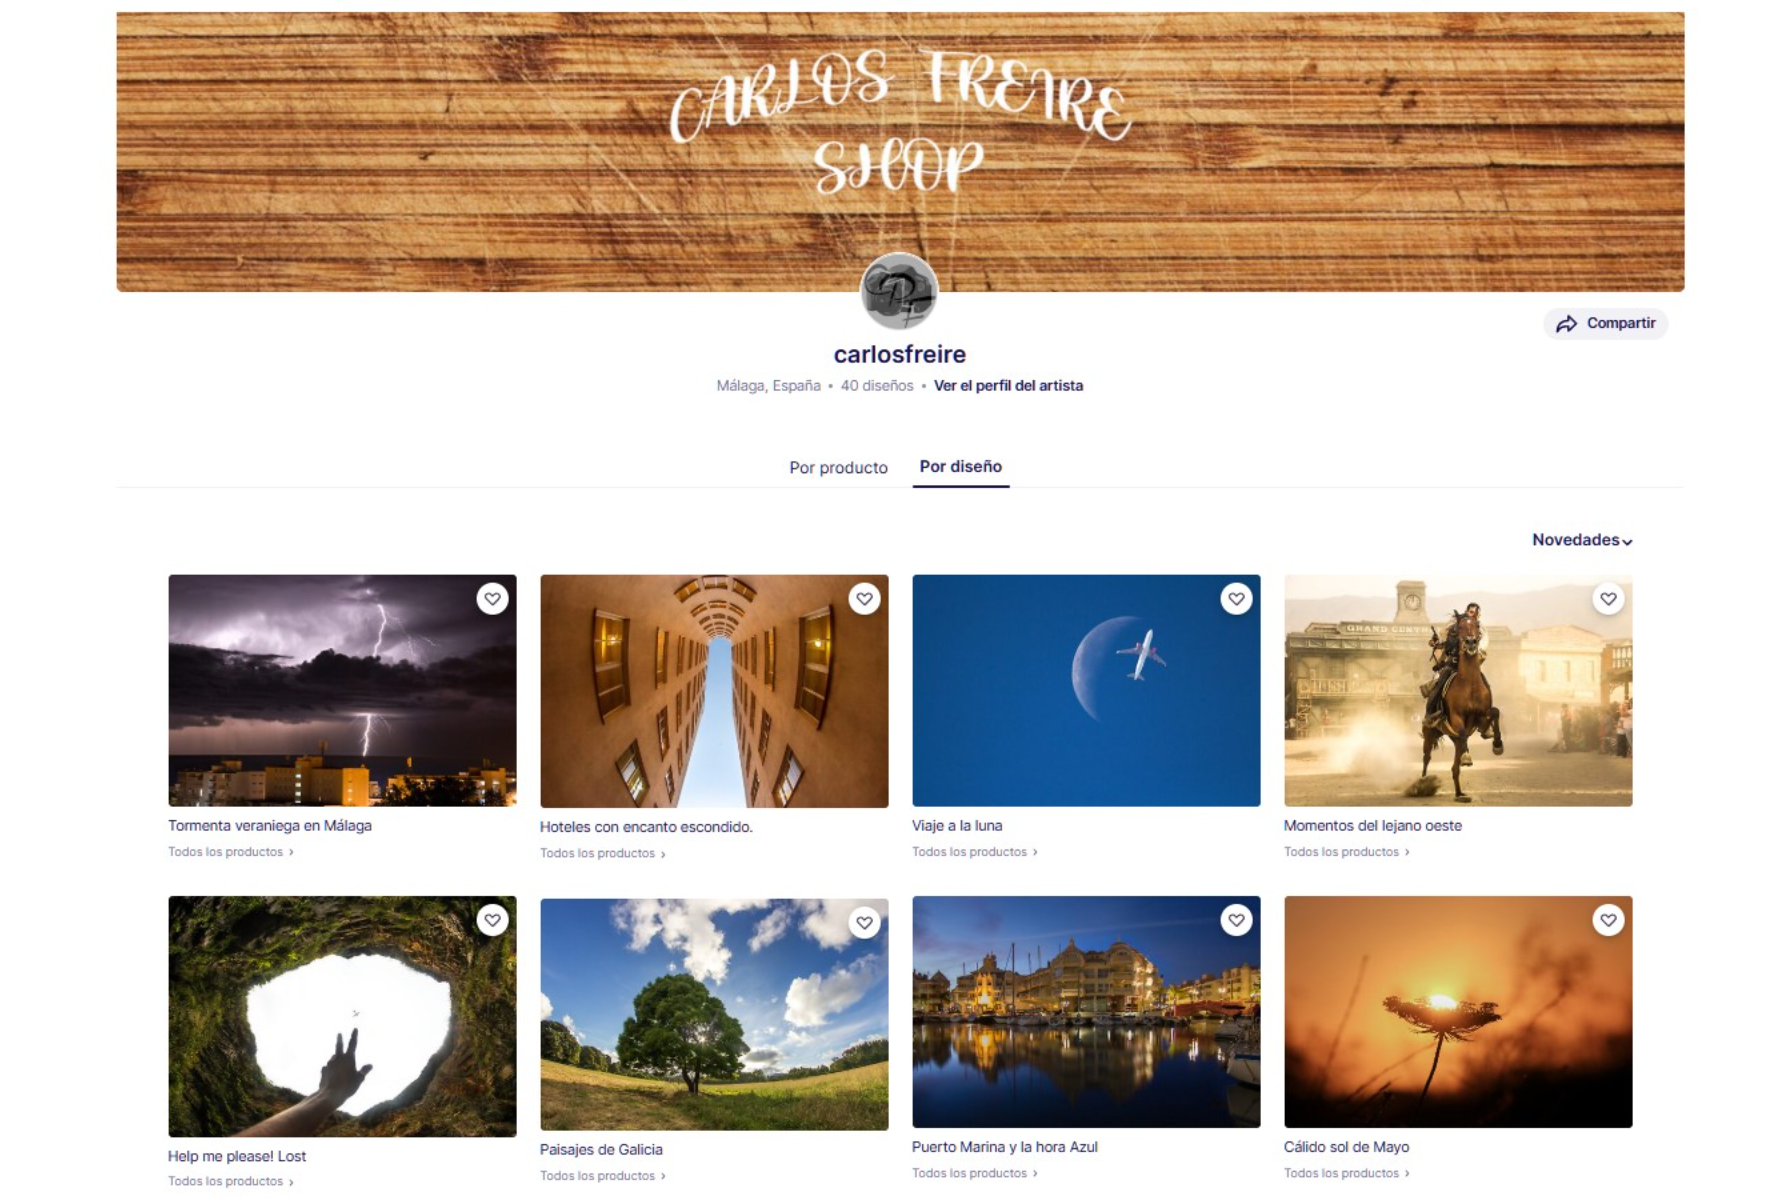 CARLOS FREIRE
SHOP
Compartir
carlosfreire
Málaga, España • 40 diseños • Ver el perfil del artista
Por producto Por diseño
Novedades
GRAND CENTR
Tormenta veraniega en Málaga
Todos los productos ›
Hoteles con encanto escondido.
Todos los productos ›
Viaje a la luna
Todos los productos ›
Momentos del lejano oeste
Todos los productos ›
Help me please! Lost
Todos los productos ›
Paisajes de Galicia
Todos los productos ›
Puerto Marina y la hora Azul
Todos los productos ›
Cálido sol de Mayo
Todos los productos ›